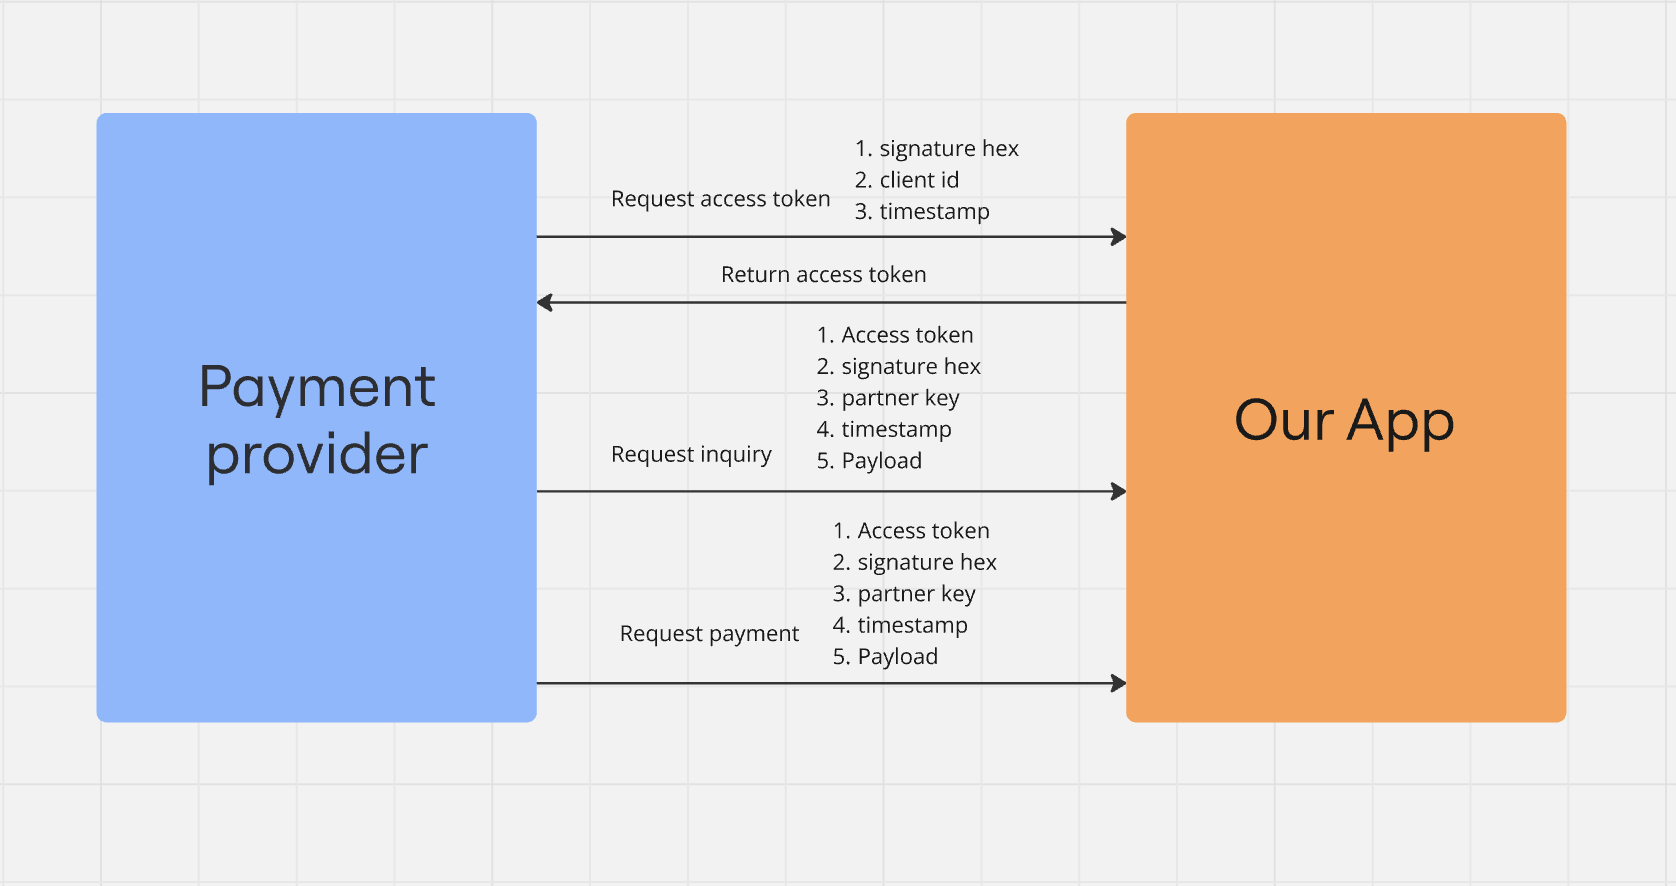 Payment
provider
Request access token
1. signature hex
2. client id
3. timestamp
Return access token
Request inquiry
1. Access token
2. signature hex
3. partner key
4. timestamp
5. Payload
Request payment
1. Access token
2. signature hex
3. partner key
4. timestamp
5. Payload
Our App